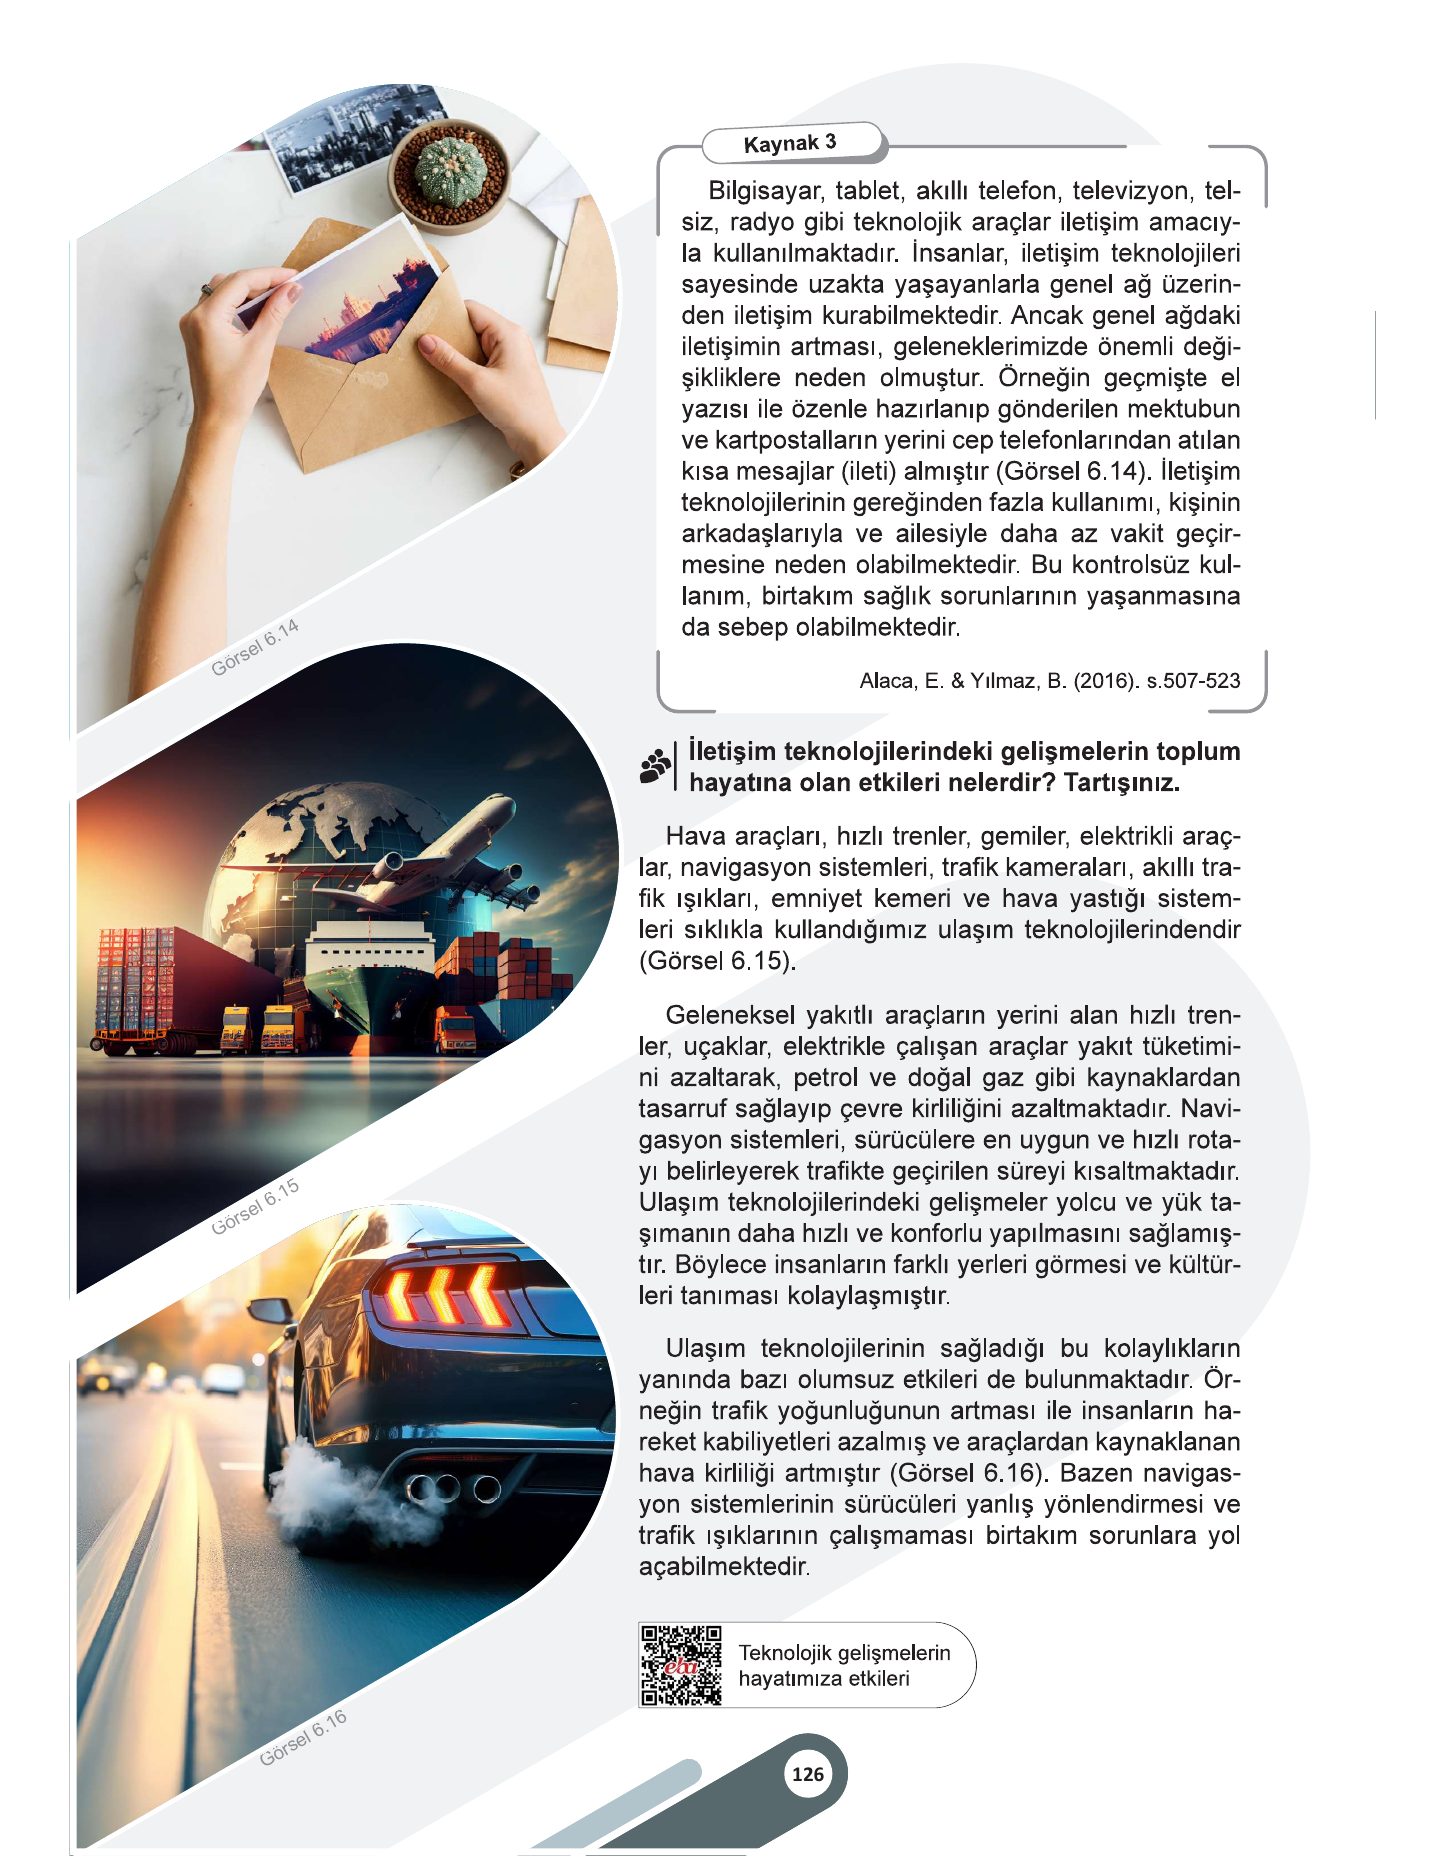 Kaynak 3
Bilgisayar, tablet, akıllı telefon, televizyon, tel-
siz, radyo gibi teknolojik araçlar iletişim amacıy-
la kullanılmaktadır. İnsanlar, iletişim teknolojileri
sayesinde uzakta yaşayanlarla genel ağ üzerin-
den iletişim kurabilmektedir. Ancak genel ağdaki
iletişimin artması, geleneklerimizde önemli deği-
şikliklere neden olmuştur. Örneğin geçmişte el
yazısı ile özenle hazırlanıp gönderilen mektubun
ve kartpostalların yerini cep telefonlarından atılan
kısa mesajlar (ileti) almıştır (Görsel 6.14). İletişim
teknolojilerinin gereğinden fazla kullanımı, kişinin
arkadaşlarıyla ve ailesiyle daha az vakit geçir-
mesine neden olabilmektedir. Bu kontrolsüz kul-
lanım, birtakım sağlık sorunlarının yaşanmasına
da sebep olabilmektedir.
Alaca, E. & Yılmaz, B. (2016). s.507-523
Görsel 6.14
İletişim teknolojilerindeki gelişmelerin toplum
hayatına olan etkileri nelerdir? Tartışınız.
Hava araçları, hızlı trenler, gemiler, elektrikli araç-
lar, navigasyon sistemleri, trafik kameraları, akıllı tra-
fik ışıkları, emniyet kemeri ve hava yastığı sistem-
leri sıklıkla kullandığımız ulaşım teknolojilerindendir
(Görsel 6.15).
Geleneksel yakıtlı araçların yerini alan hızlı tren-
ler, uçaklar, elektrikle çalışan araçlar yakıt tüketimi-
ni azaltarak, petrol ve doğal gaz gibi kaynaklardan
tasarruf sağlayıp çevre kirliliğini azaltmaktadır. Navi-
gasyon sistemleri, sürücülere en uygun ve hızlı rota-
yı belirleyerek trafikte geçirilen süreyi kısaltmaktadır.
Ulaşım teknolojilerindeki gelişmeler yolcu ve yük ta-
şımanın daha hızlı ve konforlu yapılmasını sağlamış-
tır. Böylece insanların farklı yerleri görmesi ve kültür-
leri tanıması kolaylaşmıştır.
Görsel 6.15
Ulaşım teknolojilerinin sağladığı bu kolaylıkların
yanında bazı olumsuz etkileri de bulunmaktadır. Ör-
neğin trafik yoğunluğunun artması ile insanların ha-
reket kabiliyetleri azalmış ve araçlardan kaynaklanan
hava kirliliği artmıştır (Görsel 6.16). Bazen navigas-
yon sistemlerinin sürücüleri yanlış yönlendirmesi ve
trafik ışıklarının çalışmaması birtakım sorunlara yol
açabilmektedir.
Görsel 6.16
eba
Teknolojik gelişmelerin
hayatımıza etkileri
126